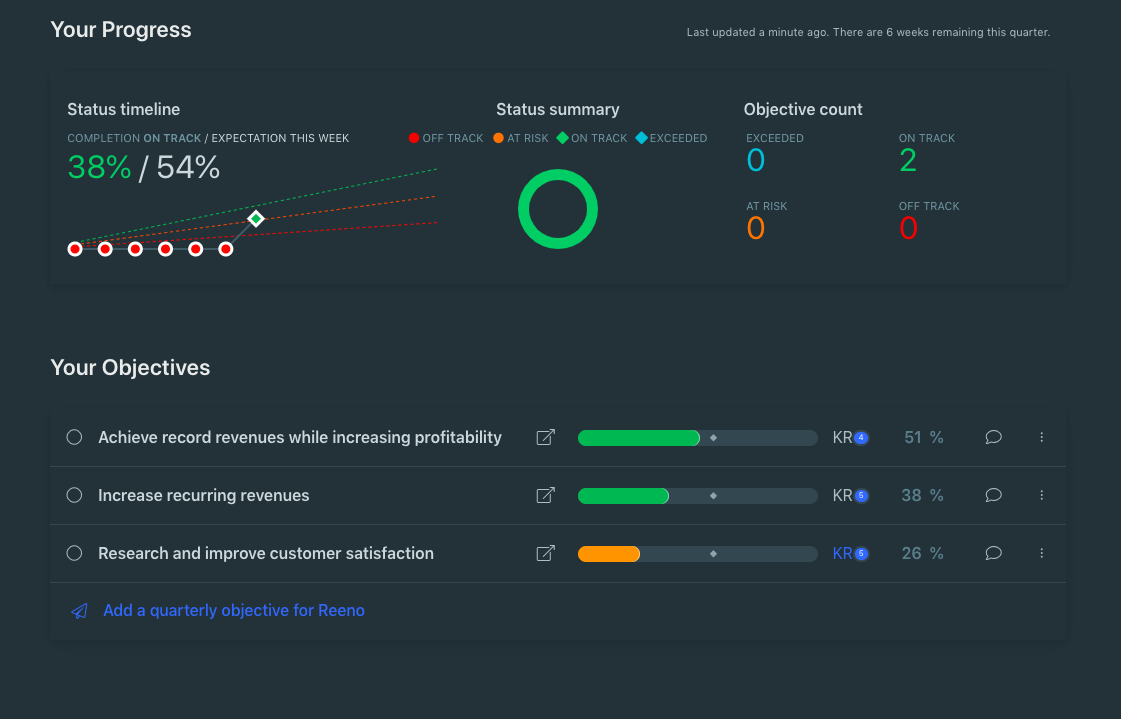 Your Progress
Last updated a minute ago. There are 6 weeks remaining this quarter.
Status timeline
COMPLETION ON TRACK / EXPECTATION THIS WEEK
38% / 54%
Status summary
OFF TRACK AT RISK ON TRACK EXCEEDED
Objective count
EXCEEDED
0
ON TRACK
2
AT RISK
0
OFF TRACK
0
Your Objectives
Achieve record revenues while increasing profitability KR 4 51 %
Increase recurring revenues KR 5 38 %
Research and improve customer satisfaction KR 5 26 %
Add a quarterly objective for Reeno